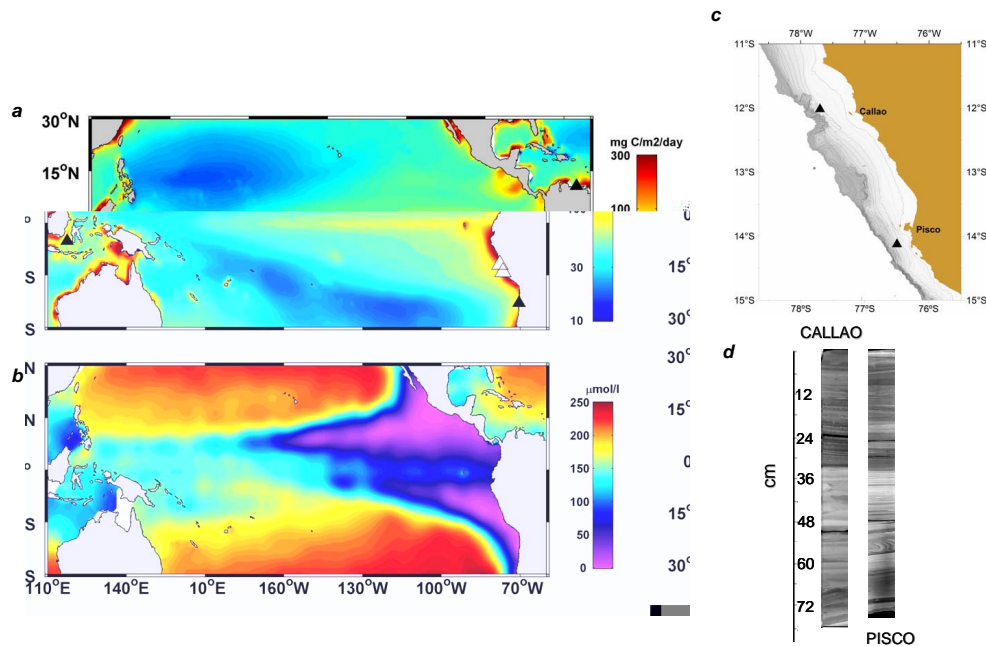 a
30°N
15°N
o
S
S
mg C/m2/day
300
100
30
10
0
15°
30°
b
N
N
o
S
S
110°E
140°E
10°E
160°W
130°W
100°W
70°W
µmol/l
250
200
150
100
50
0
30°
15°
0
15°
30°
c
78°W
77°W
76°W
11°S
11°S
12°S
12°S
13°S
13°S
14°S
14°S
15°S
15°S
78°W
77°W
76°W
Callao
Pisco
CALLAO
d
cm
12
24
36
48
60
72
PISCO